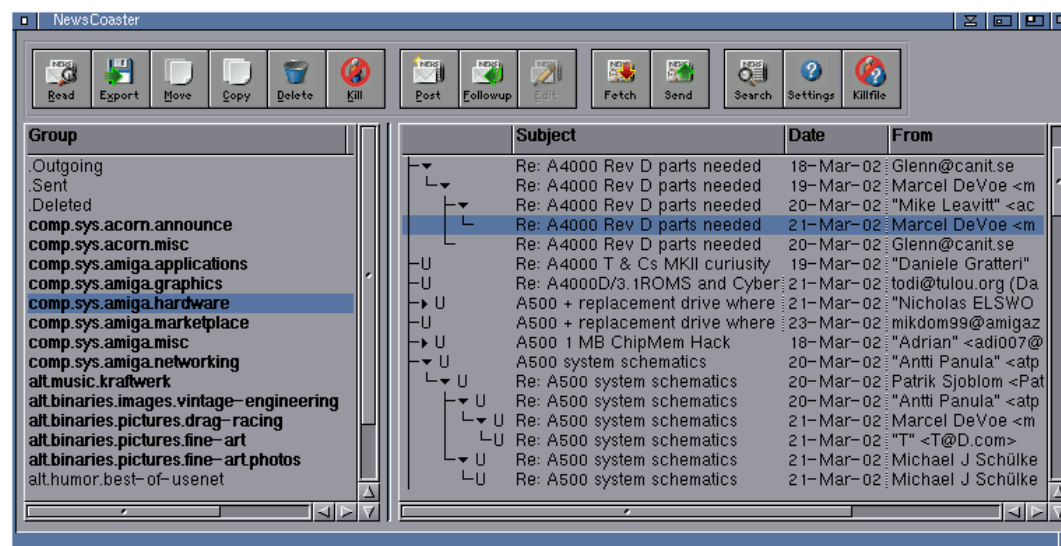 NewsCoaster
Read Export Move Copy Delete Kill Post Followup Edit Fetch Send Search Settings Killfile
Group
.Outgoing
.Sent
.Deleted
comp.sys.acorn.announce
comp.sys.acorn.misc
comp.sys.amiga.applications
comp.sys.amiga.graphics
comp.sys.amiga.hardware
comp.sys.amiga.marketplace
comp.sys.amiga.misc
comp.sys.amiga.networking
alt.music.kraftwerk
alt.binaries.images.vintage-engineering
alt.binaries.pictures.drag-racing
alt.binaries.pictures.fine-art
alt.binaries.pictures.fine-art.photos
alt.humor.best-of-usenet
Subject Date From
Re: A4000 Rev D parts needed 18-Mar-02 Glenn@canit.se
Re: A4000 Rev D parts needed 19-Mar-02 Marcel DeVoe <m
Re: A4000 Rev D parts needed 20-Mar-02 "Mike Leavitt" <ac
Re: A4000 Rev D parts needed 21-Mar-02 Marcel DeVoe <m
Re: A4000 Rev D parts needed 20-Mar-02 Glenn@canit.se
U Re: A4000 T & Cs MKII curiusity 19-Mar-02 "Daniele Gratteri"
U Re: A4000D/3.1ROMS and Cyber 21-Mar-02 todi@tulou.org (Da
U A500 + replacement drive where 21-Mar-02 "Nicholas ELSWO
U A500 + replacement drive where 23-Mar-02 mikdom99@amigaz
U A500 1 MB ChipMem Hack 18-Mar-02 "Adrian" <adi007@
U A500 system schematics 20-Mar-02 "Antti Panula" <atp
U Re: A500 system schematics 20-Mar-02 Patrik Sjoblom <Pat
U Re: A500 system schematics 20-Mar-02 "Antti Panula" <atp
U Re: A500 system schematics 21-Mar-02 Marcel DeVoe <m
U Re: A500 system schematics 21-Mar-02 "T" <T@D.com>
U Re: A500 system schematics 21-Mar-02 Michael J Schülke
U Re: A500 system schematics 21-Mar-02 Michael J Schülke